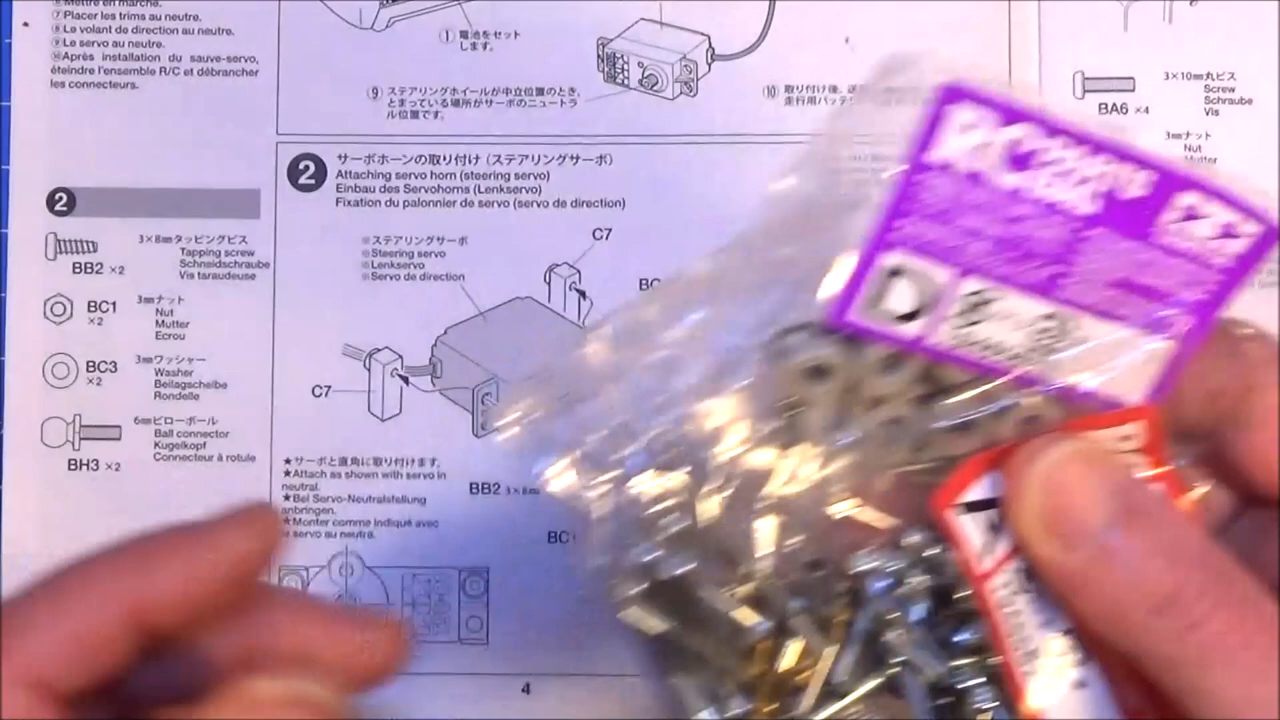 ⑥Mettre en marche.
⑦Placer les trims au neutre.
⑧Le volant de direction au neutre.
⑨Le servo au neutre.
⑩Après installation du sauve-servo,
éteindre l'ensemble R/C et débrancher
les connecteurs.
① 電池をセット
します。
⑨ ステアリングホイールが中立位置のとき、
とまっている場所がサーボのニュートラ
ル位置です。
⑩ 取り付け後、送
走行用バッテ
3×10mm丸ビス
Screw
Schraube
Vis
BA6 ×4
3mmナット
Nut
Mutter
2
3×8mmタッピングビス
Tapping screw
Schneidschraube
Vis taraudeuse
BB2 ×2
3mmナット
Nut
Mutter
Ecrou
BC1
×2
3mmワッシャー
Washer
Beilagscheibe
Rondelle
BC3
×2
6mmピローボール
Ball connector
Kugelkopf
Connecteur à rotule
BH3 ×2
2
サーボホーンの取り付け (ステアリングサーボ)
Attaching servo horn (steering servo)
Einbau des Servohorns (Lenkservo)
Fixation du palonnier de servo (servo de direction)
※ステアリングサーボ
※Steering servo
※Lenkservo
※Servo de direction
C7
C7
BC
★サーボと直角に取り付けます。
★Attach as shown with servo in
neutral.
★Bei Servo-Neutralstellung
anbringen.
★Monter comme indiqué avec
le servo au neutre.
BB2 3×8mm
BC1
4